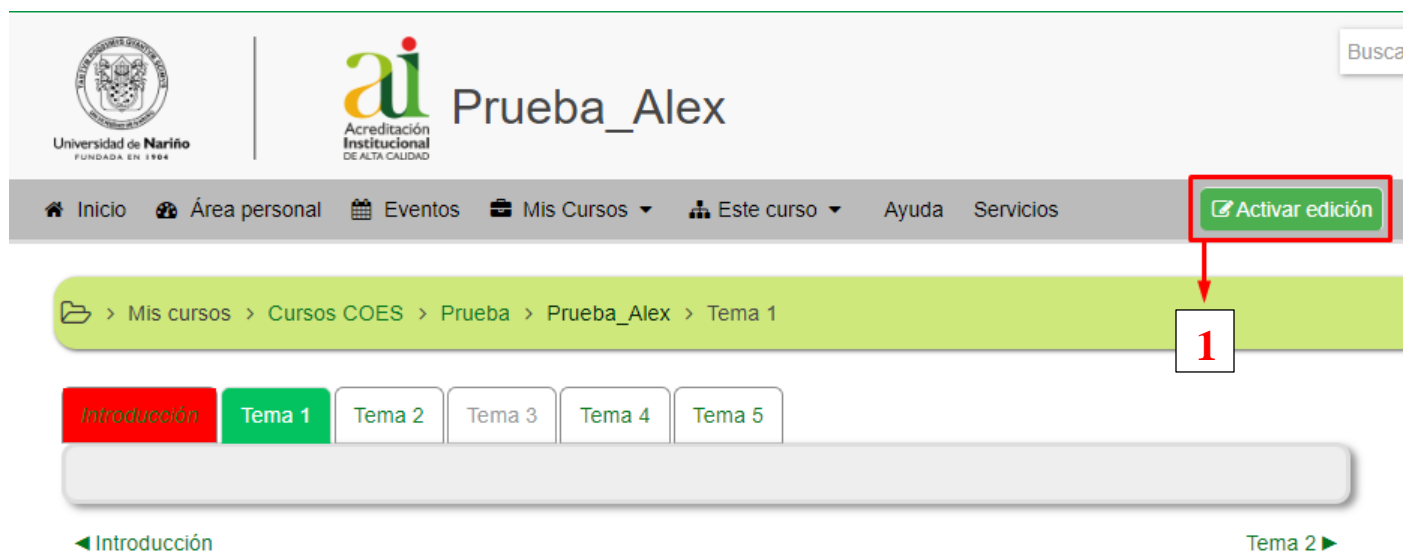 Busca
Universidad de Nariño
FUNDADA EN 1904
ai
Acreditación
Institucional
DE ALTA CALIDAD
Prueba_Alex
Inicio Área personal Eventos Mis Cursos Este curso Ayuda Servicios Activar edición
> Mis cursos > Cursos COES > Prueba > Prueba_Alex > Tema 1
1
Introducción Tema 1 Tema 2 Tema 3 Tema 4 Tema 5
◄Introducción Tema 2►